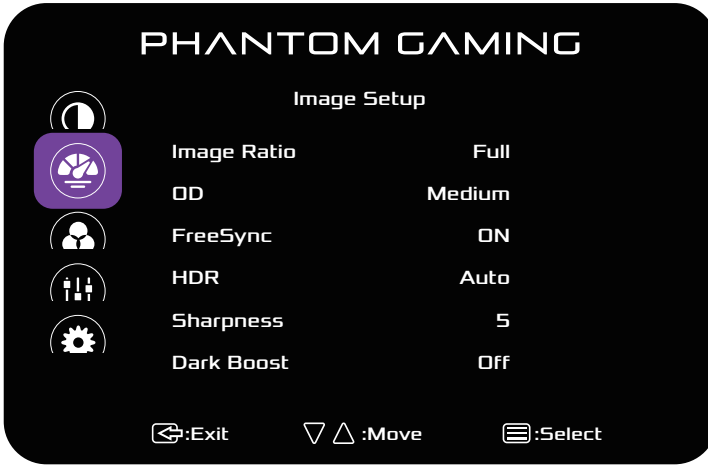 PHANTOM GAMING
Image Setup
Image Ratio Full
OD Medium
FreeSync ON
HDR Auto
Sharpness 5
Dark Boost Off
:Exit :Move :Select